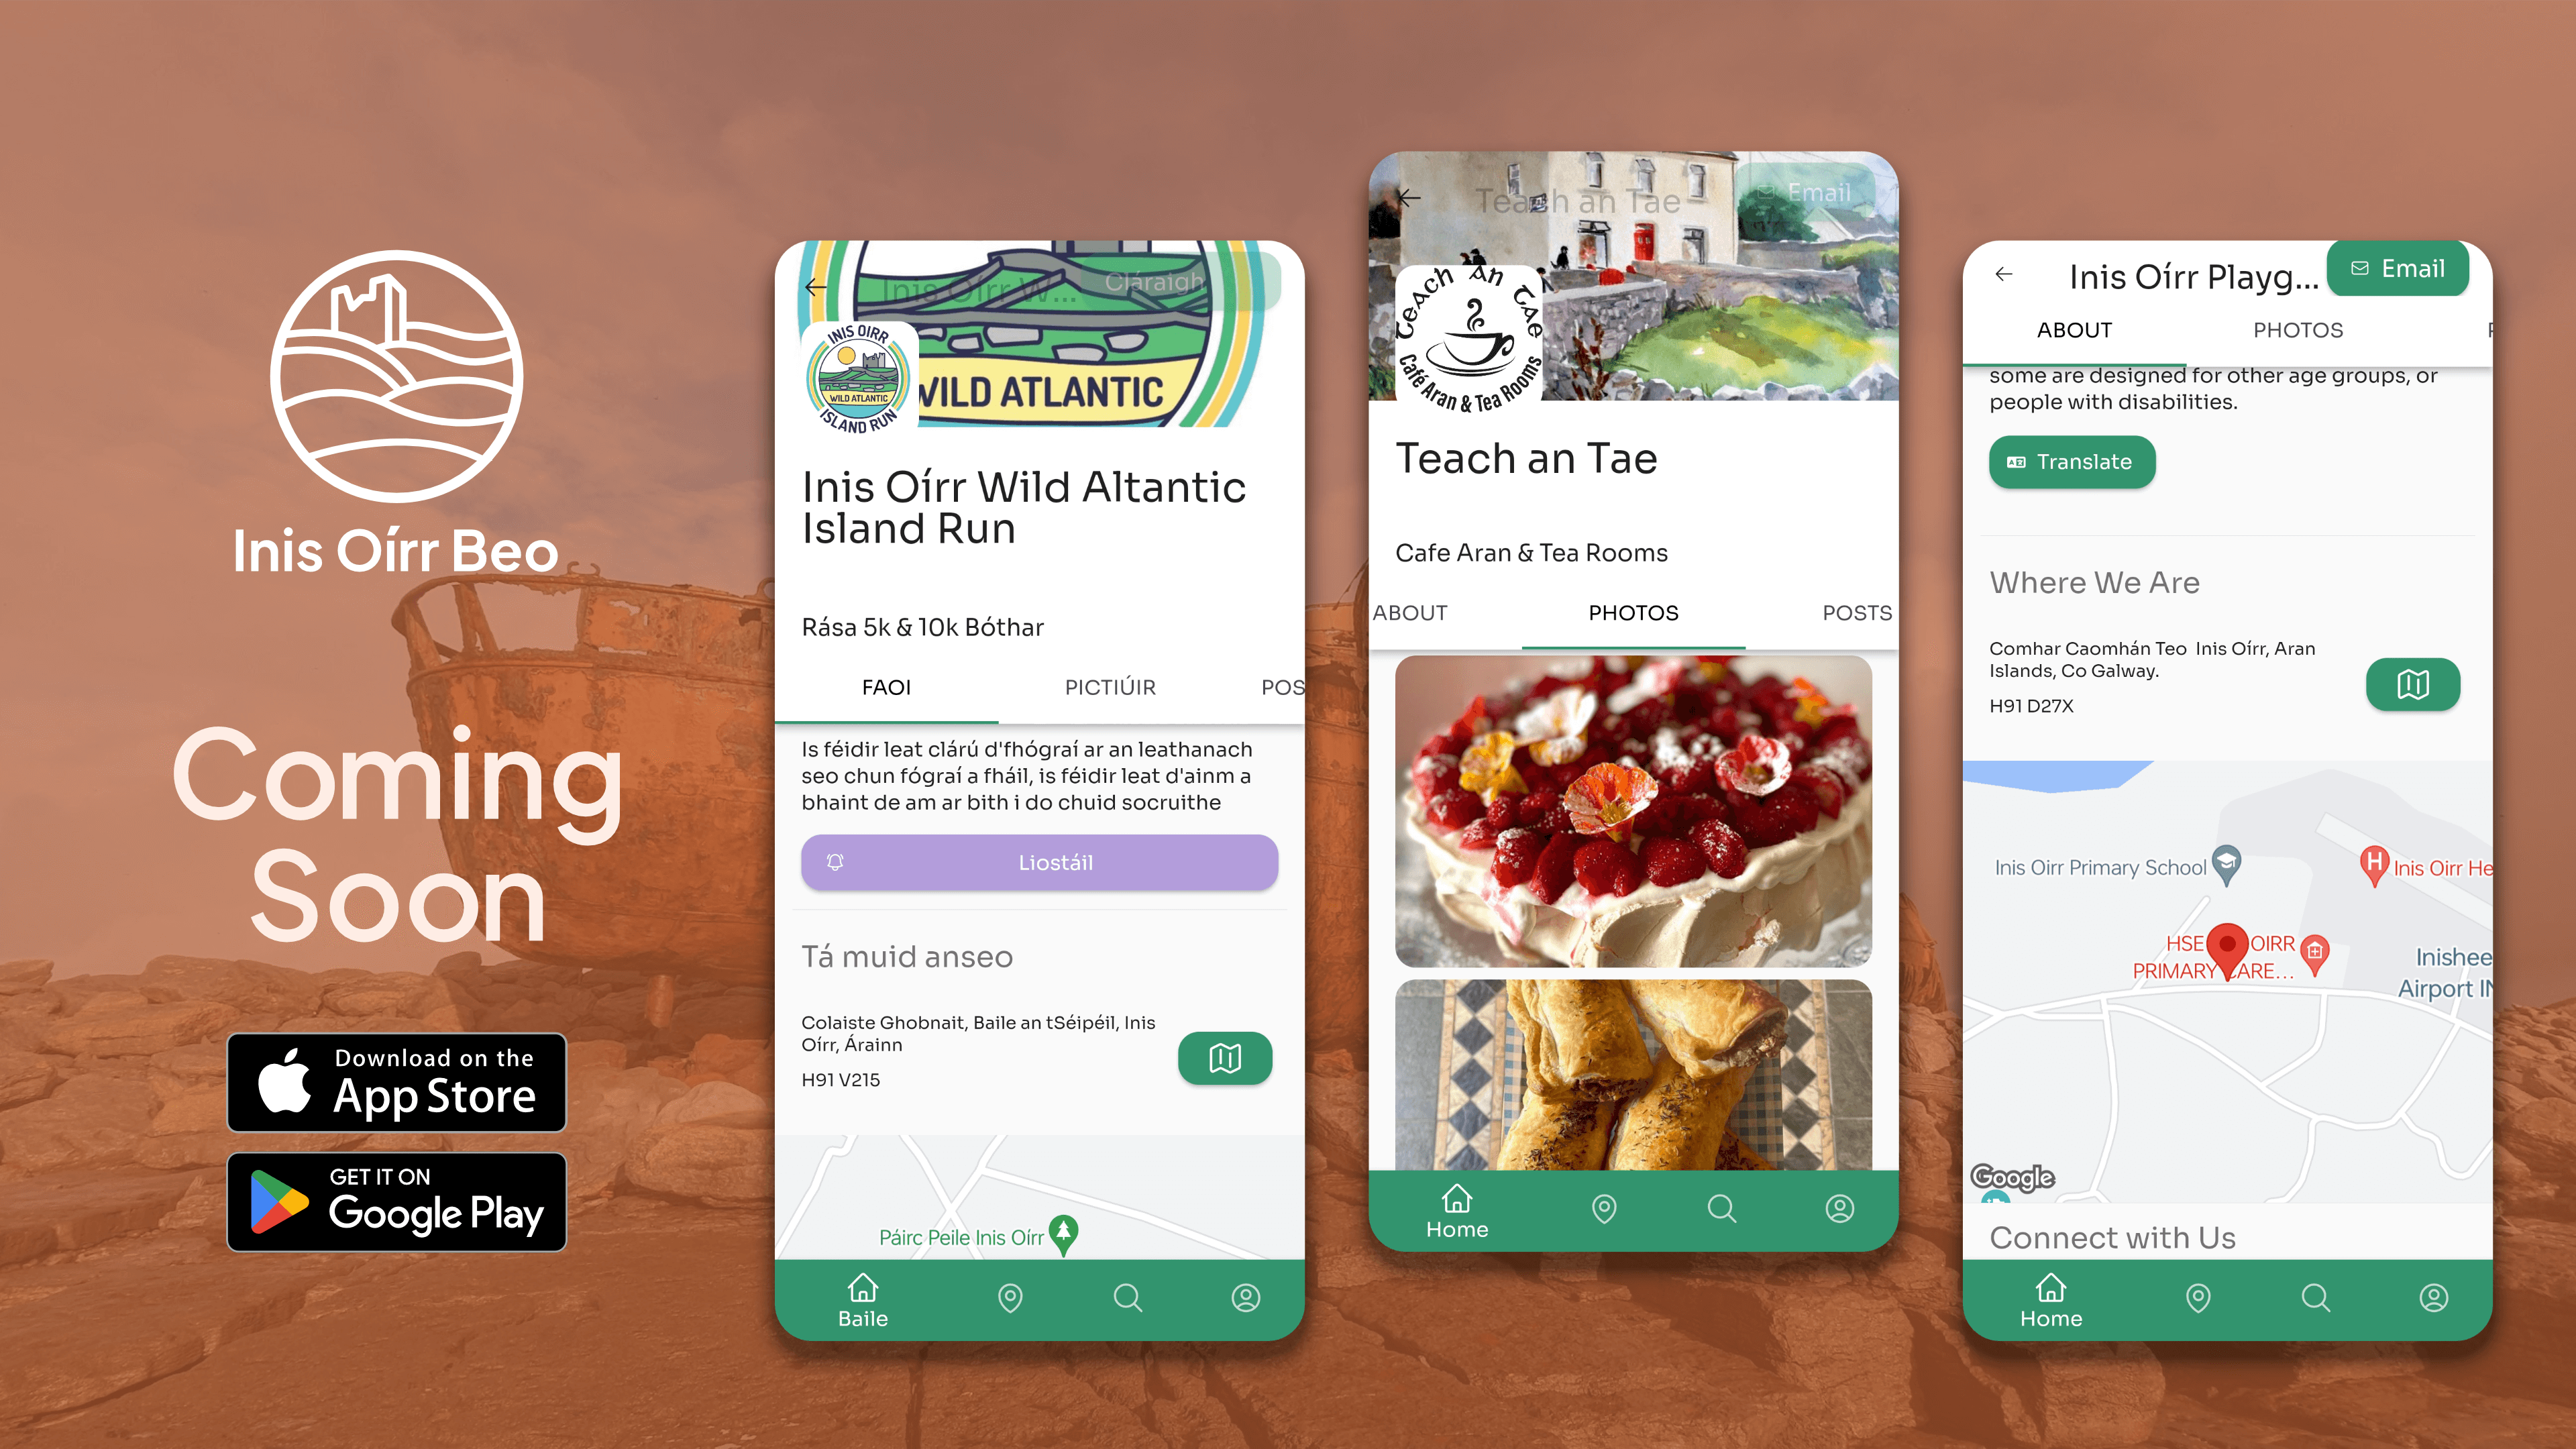 Inis Oírr Beo
Coming
Soon
Download on the
App Store
GET IT ON
Google Play
Inis Oírr W...
Cláraigh
WILD ATLANTIC
INIS OIRR
WILD ATLANTIC
ISLAND RUN
Inis Oírr Wild Altantic
Island Run
Rása 5k & 10k Bóthar
FAOI PICTIÚIR POS
Is féidir leat clárú d'fhógraí ar an leathanach
seo chun fógraí a fháil, is féidir leat d'ainm a
bhaint de am ar bith i do chuid socruithe
Liostáil
Tá muid anseo
Colaiste Ghobnait, Baile an tSéipéil, Inis
Oírr, Árainn
H91 V215
Páirc Peile Inis Oírr
Baile
Teach an Tae
Email
Teach An Tae
Café Aran & Tea Rooms
Teach an Tae
Cafe Aran & Tea Rooms
ABOUT PHOTOS POSTS
Home
Inis Oírr Playg...
Email
ABOUT PHOTOS
some are designed for other age groups, or
people with disabilities.
Translate
Where We Are
Comhar Caomhán Teo Inis Oírr, Aran
Islands, Co Galway.
H91 D27X
Inis Oirr Primary School
Inis Oirr He
HSE OIRR
PRIMARY CARE...
Inishee
Airport IN
Google
Connect with Us
Home